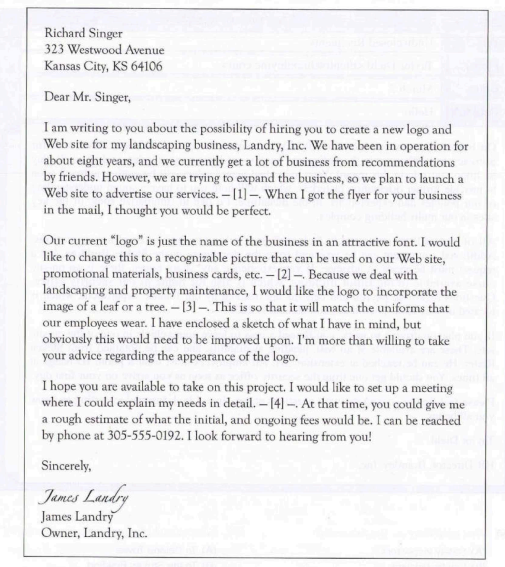 Richard Singer
323 Westwood Avenue
Kansas City, KS 64106
Dear Mr. Singer,
I am writing to you about the possibility of hiring you to create a new logo and
Web site for my landscaping business, Landry, Inc. We have been in operation for
about eight years, and we currently get a lot of business from recommendations
by friends. However, we are trying to expand the business, so we plan to launch a
Web site to advertise our services. – [1] –. When I got the flyer for your business
in the mail, I thought you would be perfect.
Our current “logo” is just the name of the business in an attractive font. I would
like to change this to a recognizable picture that can be used on our Web site,
promotional materials, business cards, etc. – [2] –. Because we deal with
landscaping and property maintenance, I would like the logo to incorporate the
image of a leaf or a tree. – [3] –. This is so that it will match the uniforms that
our employees wear. I have enclosed a sketch of what I have in mind, but
obviously this would need to be improved upon. I'm more than willing to take
your advice regarding the appearance of the logo.
I hope you are available to take on this project. I would like to set up a meeting
where I could explain my needs in detail. – [4] –. At that time, you could give me
a rough estimate of what the initial, and ongoing fees would be. I can be reached
by phone at 305-555-0192. I look forward to hearing from you!
Sincerely,
James Landry
James Landry
Owner, Landry, Inc.